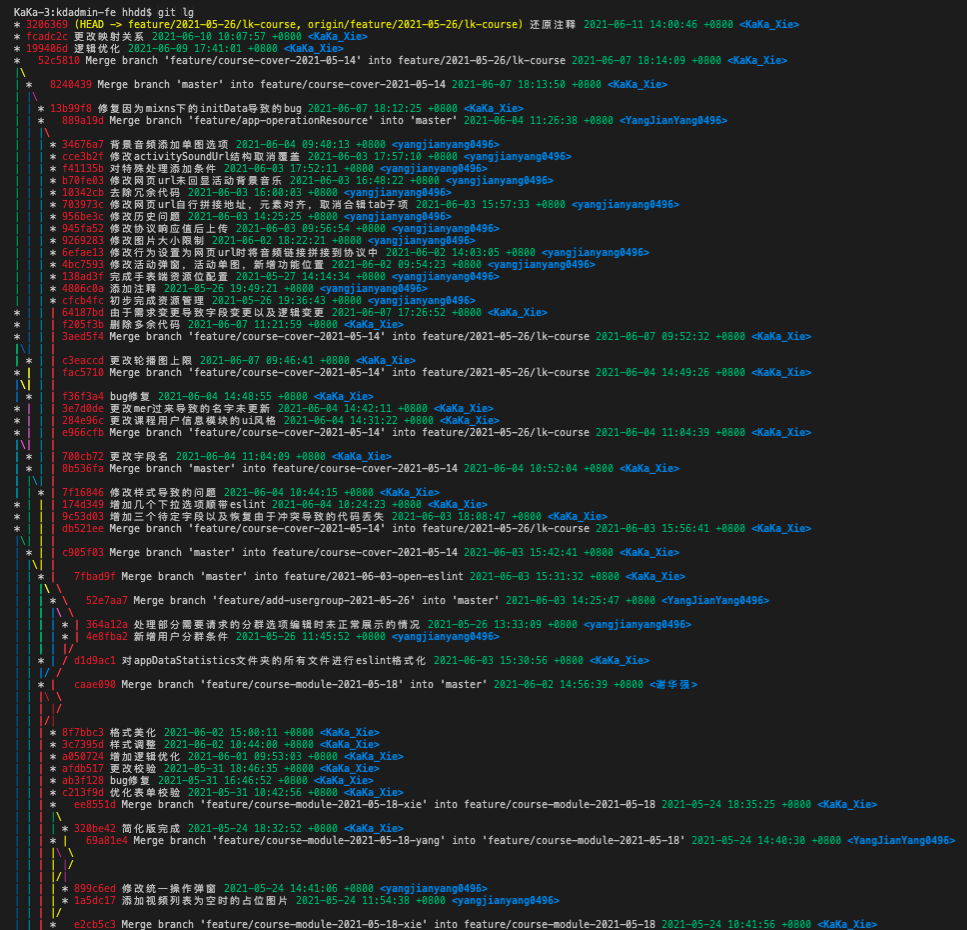 KaKa-3:kdadmin-fe hhdd$ git lg
* 3206369 (HEAD -> feature/2021-05-26/lk-course, origin/feature/2021-05-26/lk-course) 还原注释 2021-06-11 14:00:46 +0800 <KaKa_Xie>
* fcadc2c 更改映射关系 2021-06-10 10:07:57 +0800 <KaKa_Xie>
* 199406d 逻辑优化 2021-06-09 17:41:01 +0800 <KaKa_Xie>
* 52c5810 Merge branch 'feature/course-cover-2021-05-14' into feature/2021-05-26/lk-course 2021-06-07 18:14:09 +0800 <KaKa_Xie>
|\
| * 8240439 Merge branch 'master' into feature/course-cover-2021-05-14 2021-06-07 18:13:50 +0800 <KaKa_Xie>
| |\
| | * 13b99f8 修复因为mixns下的initData导致的bug 2021-06-07 18:12:25 +0800 <KaKa_Xie>
| | * 889a19d Merge branch 'feature/app-operationResource' into 'master' 2021-06-04 11:26:38 +0800 <YangJianYang0496>
| | |\
| | | * 34676a7 背景音频添加单图选项 2021-06-04 09:40:13 +0800 <yangjianyang0496>
| | | * cce3b2f 修改activitySoundUrl结构取消覆盖 2021-06-03 17:57:10 +0800 <yangjianyang0496>
| | | * f41135b 对特殊处理添加条件 2021-06-03 17:52:11 +0800 <yangjianyang0496>
| | | * b70fe03 修改网页url未回显活动背景音乐 2021-06-03 16:48:22 +0800 <yangjianyang0496>
| | | * 10342cb 去除冗余代码 2021-06-03 16:00:03 +0800 <yangjianyang0496>
| | | * 703973c 修改网页url自行拼接地址，元素对齐，取消合辑tab子项 2021-06-03 15:57:33 +0800 <yangjianyang0496>
| | | * 956be3c 修改历史问题 2021-06-03 14:25:25 +0800 <yangjianyang0496>
| | | * 945fa52 修改协议响应值后上传 2021-06-03 09:56:54 +0800 <yangjianyang0496>
| | | * 9269283 修改图片大小限制 2021-06-02 18:22:21 +0800 <yangjianyang0496>
| | | * 6efae13 修改行为设置为网页url时将音频链接拼接到协议中 2021-06-02 14:03:05 +0800 <yangjianyang0496>
| | | * 4bc7593 修改活动弹窗，活动单图，新增功能位置 2021-06-02 09:54:23 +0800 <yangjianyang0496>
| | | * 138ad3f 完成手表端资源位配置 2021-05-27 14:14:34 +0800 <yangjianyang0496>
| | | * 4806c0a 添加注释 2021-05-26 19:49:21 +0800 <yangjianyang0496>
| | | * cfcb4fc 初步完成资源管理 2021-05-26 19:36:43 +0800 <yangjianyang0496>
* | | | 64187bd 由于需求变更导致字段变更以及逻辑变更 2021-06-07 17:26:52 +0800 <KaKa_Xie>
* | | | f205f3b 删除多余代码 2021-06-07 11:21:59 +0800 <KaKa_Xie>
* | | | 3aed5f4 Merge branch 'feature/course-cover-2021-05-14' into feature/2021-05-26/lk-course 2021-06-07 09:52:32 +0800 <KaKa_Xie>
|\| | |
| * | | c3eaccd 更改轮播图上限 2021-06-07 09:46:41 +0800 <KaKa_Xie>
* | | | fac5710 Merge branch 'feature/course-cover-2021-05-14' into feature/2021-05-26/lk-course 2021-06-04 14:49:26 +0800 <KaKa_Xie>
|\| | |
| * | | f36f3a4 bug修复 2021-06-04 14:48:55 +0800 <KaKa_Xie>
* | | | 3e7d0de 更改mer过来导致的名字未更新 2021-06-04 14:42:11 +0800 <KaKa_Xie>
* | | | 284e96c 更改课程用户信息模块的ui风格 2021-06-04 14:31:22 +0800 <KaKa_Xie>
* | | | e966cfb Merge branch 'feature/course-cover-2021-05-14' into feature/2021-05-26/lk-course 2021-06-04 11:04:39 +0800 <KaKa_Xie>
|\| | |
| * | | 700cb72 更改字段名 2021-06-04 11:04:09 +0800 <KaKa_Xie>
| * | | 8b536fa Merge branch 'master' into feature/course-cover-2021-05-14 2021-06-04 10:52:04 +0800 <KaKa_Xie>
| |\| |
| | * | 7f16846 修改样式导致的问题 2021-06-04 10:44:15 +0800 <KaKa_Xie>
* | | | 174d349 增加几个下拉选项顺带eslint 2021-06-04 10:24:23 +0800 <KaKa_Xie>
* | | | 9c53d03 增加三个待定字段以及恢复由于冲突导致的代码丢失 2021-06-03 18:08:47 +0800 <KaKa_Xie>
* | | | db521ee Merge branch 'feature/course-cover-2021-05-14' into feature/2021-05-26/lk-course 2021-06-03 15:56:41 +0800 <KaKa_Xie>
|\| | |
| * | | c905f03 Merge branch 'master' into feature/course-cover-2021-05-14 2021-06-03 15:42:41 +0800 <KaKa_Xie>
| |\| |
| | * | 7fbad9f Merge branch 'master' into feature/2021-06-03-open-eslint 2021-06-03 15:31:32 +0800 <KaKa_Xie>
| | |\ \
| | | * \ 52e7aa7 Merge branch 'feature/add-usergroup-2021-05-26' into 'master' 2021-06-03 14:25:47 +0800 <YangJianYang0496>
| | | |\ \
| | | | * | 364a12a 处理部分需要请求的分群选项编辑时未正常展示的情况 2021-05-26 13:33:09 +0800 <yangjianyang0496>
| | | | * | 4e8fba2 新增用户分群条件 2021-05-26 11:45:52 +0800 <yangjianyang0496>
| | | | |/
| | * | / d1d9ac1 对appDataStatistics文件夹的所有文件进行eslint格式化 2021-06-03 15:30:56 +0800 <KaKa_Xie>
| | |/ /
| | * | caae090 Merge branch 'feature/course-module-2021-05-18' into 'master' 2021-06-02 14:56:39 +0800 <谢华强>
| | |\ \
| | | |/
| | |/|
| | | * 8f7bbc3 格式美化 2021-06-02 15:00:11 +0800 <KaKa_Xie>
| | | * 3c7395d 样式调整 2021-06-02 10:44:00 +0800 <KaKa_Xie>
| | | * a050724 增加逻辑优化 2021-06-01 09:53:03 +0800 <KaKa_Xie>
| | | * afdb517 更改校验 2021-05-31 18:46:35 +0800 <KaKa_Xie>
| | | * ab3f128 bug修复 2021-05-31 16:46:52 +0800 <KaKa_Xie>
| | | * c213f9d 优化表单校验 2021-05-31 10:42:56 +0800 <KaKa_Xie>
| | | * ee8551d Merge branch 'feature/course-module-2021-05-18-xie' into feature/course-module-2021-05-18 2021-05-24 18:35:25 +0800 <KaKa_Xie>
| | | |\
| | | | * 320be42 简化版完成 2021-05-24 18:32:52 +0800 <KaKa_Xie>
| | | * | 69a81e4 Merge branch 'feature/course-module-2021-05-18-yang' into 'feature/course-module-2021-05-18' 2021-05-24 14:40:30 +0800 <YangJianYang0496>
| | | |\ \
| | | | |/
| | | |/|
| | | | * 899c6ed 修改统一操作弹窗 2021-05-24 14:41:06 +0800 <yangjianyang0496>
| | | | * 1a5dc17 添加视频列表为空时的占位图片 2021-05-24 11:54:38 +0800 <yangjianyang0496>
| | | |/
| | | * e2cb5c3 Merge branch 'feature/course-module-2021-05-18-xie' into feature/course-module-2021-05-18 2021-05-24 10:41:56 +0800 <KaKa_Xie>